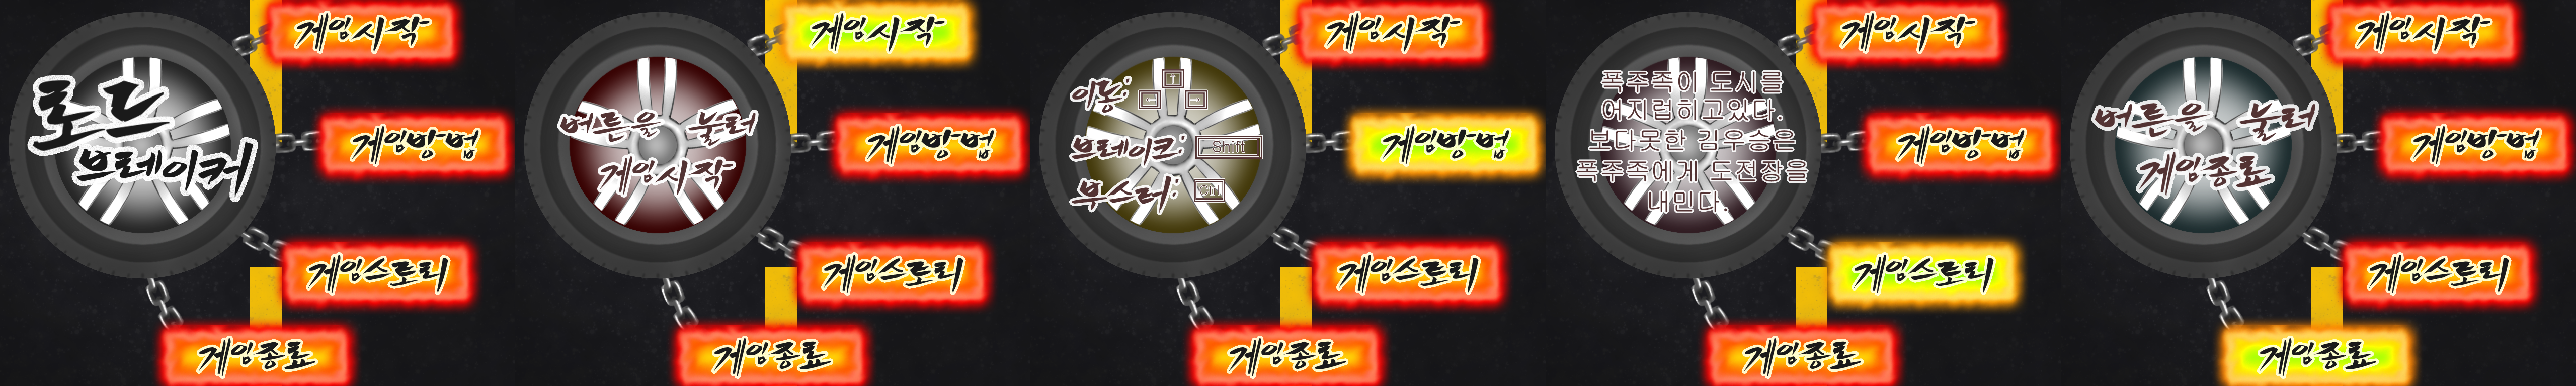 로드
브레이커
게임시작
게임방법
게임스토리
게임종료
버튼을 눌러
게임시작
게임시작
게임방법
게임스토리
게임종료
이동:
↑
← →
브레이크: Shift
부스터: Ctrl
게임시작
게임방법
게임스토리
게임종료
폭주족이 도시를
어지럽히고있다.
보다못한 김우승은
폭주족에게 도전장을
내민다.
게임시작
게임방법
게임스토리
게임종료
버튼을 눌러
게임종료
게임시작
게임방법
게임스토리
게임종료